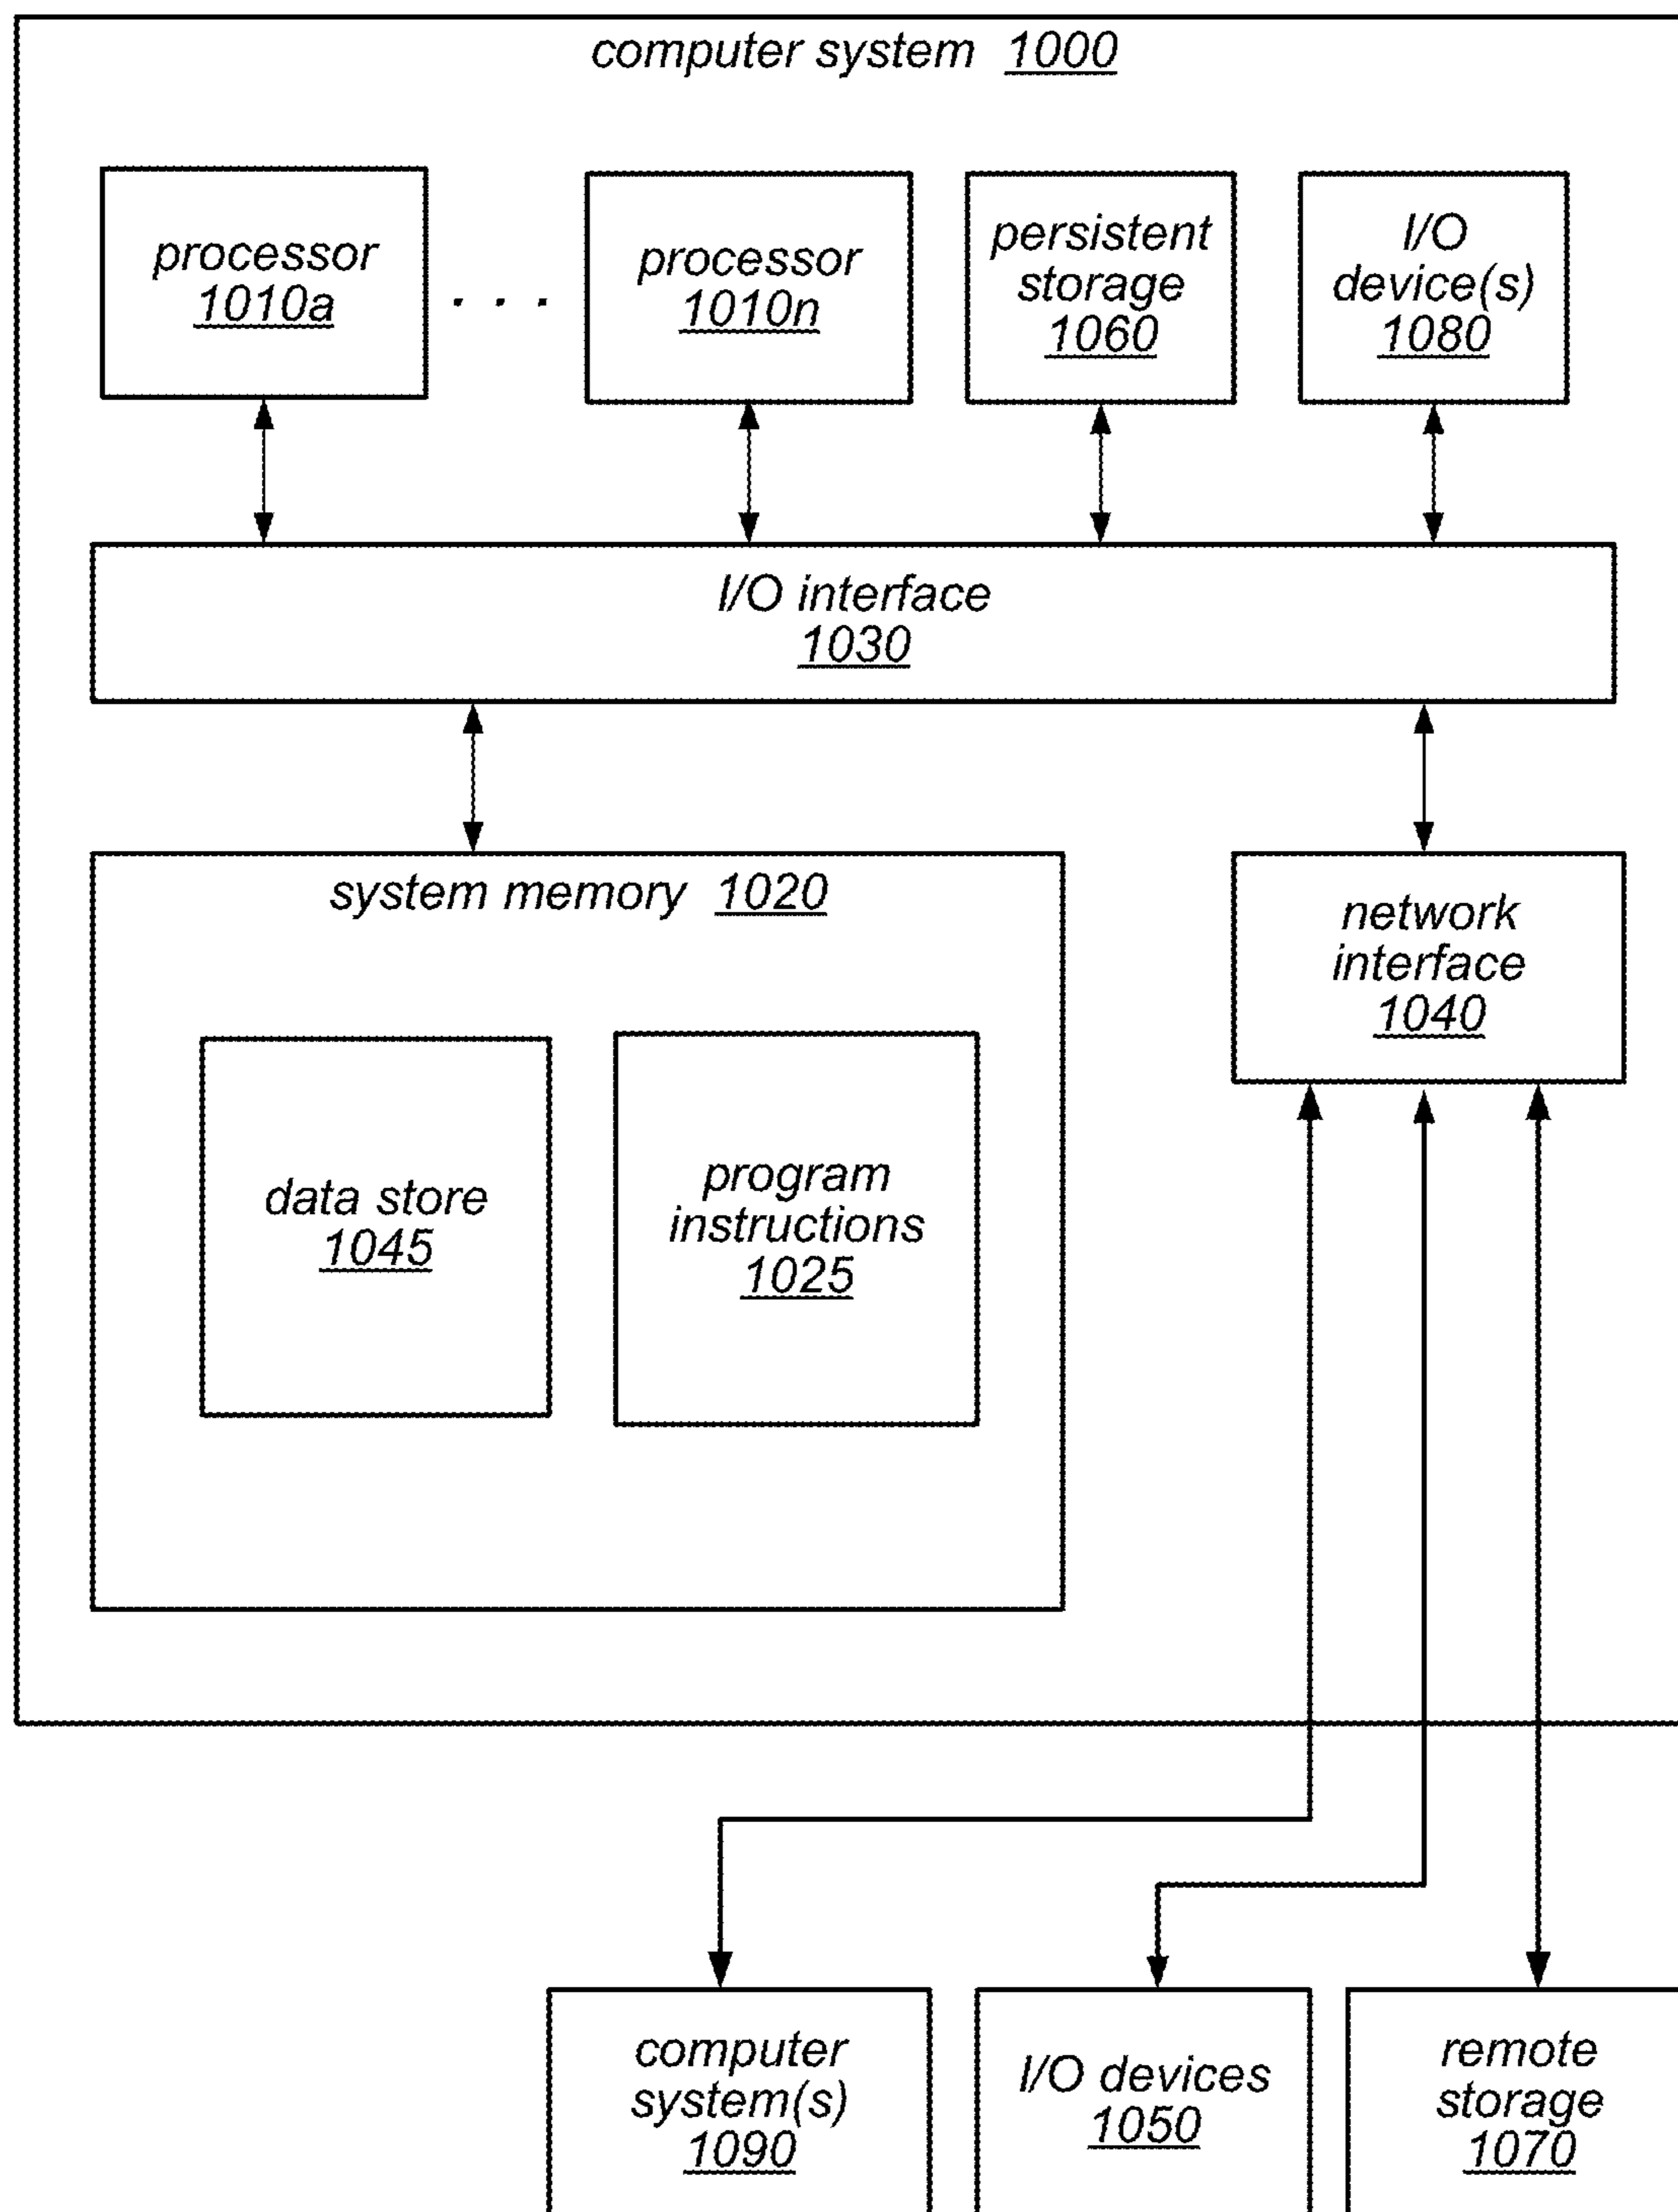 computer system 1000
processor
1010a
. . .
processor
1010n
persistent
storage
1060
I/O
device(s)
1080
I/O interface
1030
system memory 1020
network
interface
1040
data store
1045
program
instructions
1025
computer
system(s)
1090
I/O devices
1050
remote
storage
1070